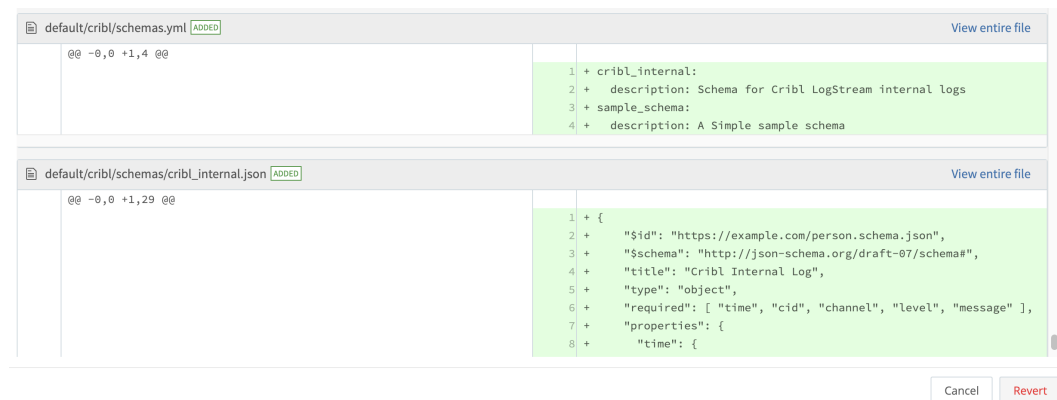 default/cribl/schemas.yml ADDED View entire file
@@ -0,0 +1,4 @@
1 + cribl_internal:
2 +   description: Schema for Cribl LogStream internal logs
3 + sample_schema:
4 +   description: A Simple sample schema
default/cribl/schemas/cribl_internal.json ADDED View entire file
@@ -0,0 +1,29 @@
1 + {
2 +     "$id": "https://example.com/person.schema.json",
3 +     "$schema": "http://json-schema.org/draft-07/schema#",
4 +     "title": "Cribl Internal Log",
5 +     "type": "object",
6 +     "required": [ "time", "cid", "channel", "level", "message" ],
7 +     "properties": {
8 +       "time": {
Cancel Revert